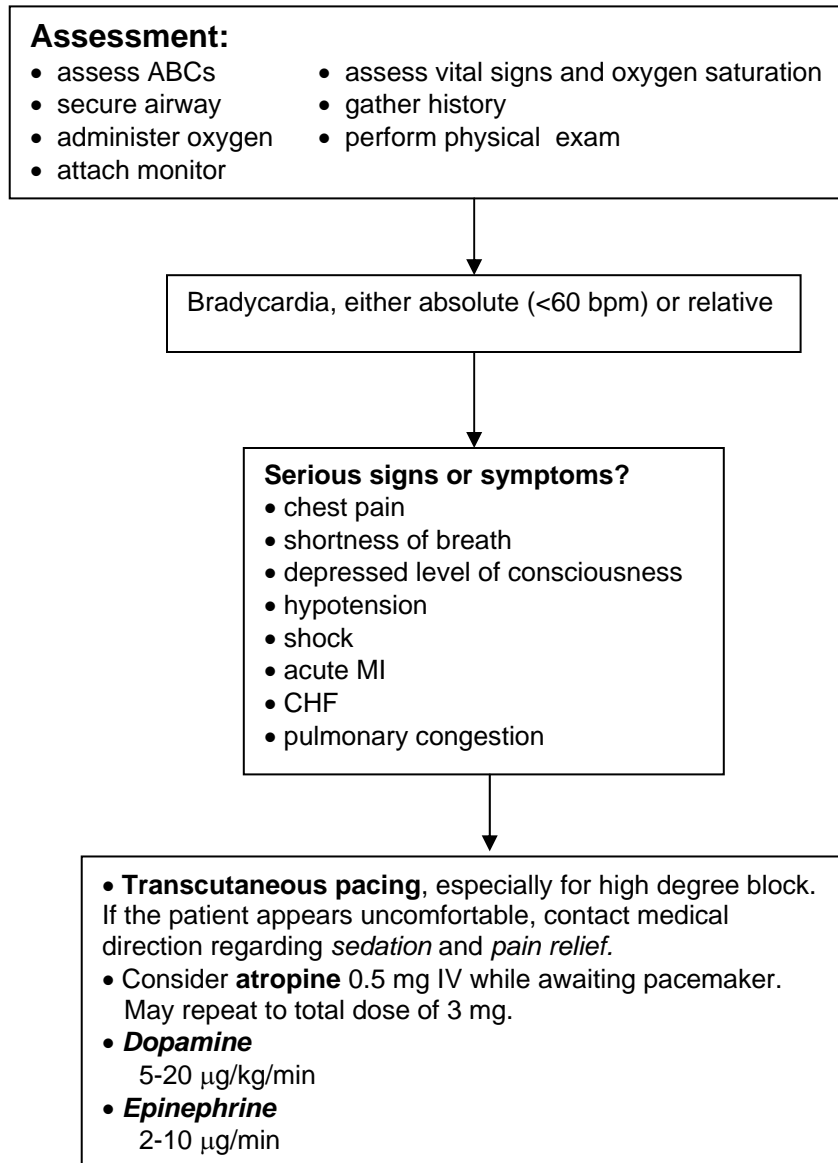 Assessment:
• assess ABCs
• secure airway
• administer oxygen
• attach monitor
• assess vital signs and oxygen saturation
• gather history
• perform physical exam
Bradycardia, either absolute (<60 bpm) or relative
Serious signs or symptoms?
• chest pain
• shortness of breath
• depressed level of consciousness
• hypotension
• shock
• acute MI
• CHF
• pulmonary congestion
• Transcutaneous pacing, especially for high degree block.
If the patient appears uncomfortable, contact medical
direction regarding sedation and pain relief.
• Consider atropine 0.5 mg IV while awaiting pacemaker.
May repeat to total dose of 3 mg.
• Dopamine
5-20 μg/kg/min
• Epinephrine
2-10 μg/min